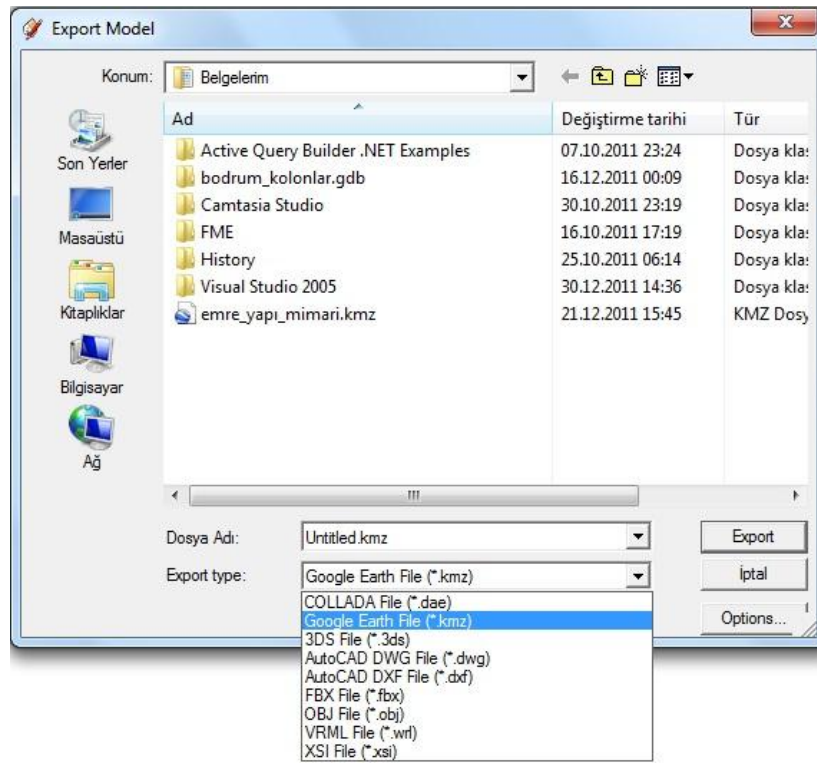 Export Model
Konum: Belgelerim
Son Yerler
Masaüstü
Kitaplıklar
Bilgisayar
Ağ
Ad Değiştirme tarihi Tür
Active Query Builder .NET Examples 07.10.2011 23:24 Dosya klas
bodrum_kolonlar.gdb 16.12.2011 00:09 Dosya klas
Camtasia Studio 30.10.2011 23:19 Dosya klas
FME 16.10.2011 17:19 Dosya klas
History 25.10.2011 06:14 Dosya klas
Visual Studio 2005 30.12.2011 14:36 Dosya klas
emre_yapı_mimari.kmz 21.12.2011 15:45 KMZ Dosy
Dosya Adı: Untitled.kmz Export
Export type: Google Earth File (*.kmz) İptal
Options...
COLLADA File (*.dae)
Google Earth File (*.kmz)
3DS File (*.3ds)
AutoCAD DWG File (*.dwg)
AutoCAD DXF File (*.dxf)
FBX File (*.fbx)
OBJ File (*.obj)
VRML File (*.wrl)
XSI File (*.xsi)